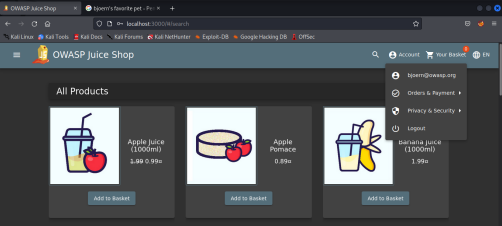 OWASP Juice Shop
bjoern's favorite pet - P
localhost:3000/#/search
Kali Linux Kali Tools Kali Docs Kali Forums Kali NetHunter Exploit-DB Google Hacking DB OffSec
OWASP Juice Shop Account Your Basket EN
bjoern@owasp.org
Orders & Payment
Privacy & Security
Logout
All Products
Apple Juice
(1000ml)
1.99 0.99¤
Apple
Pomace
0.89¤
Banana Juice
(1000ml)
1.99¤
Add to Basket Add to Basket Add to Basket